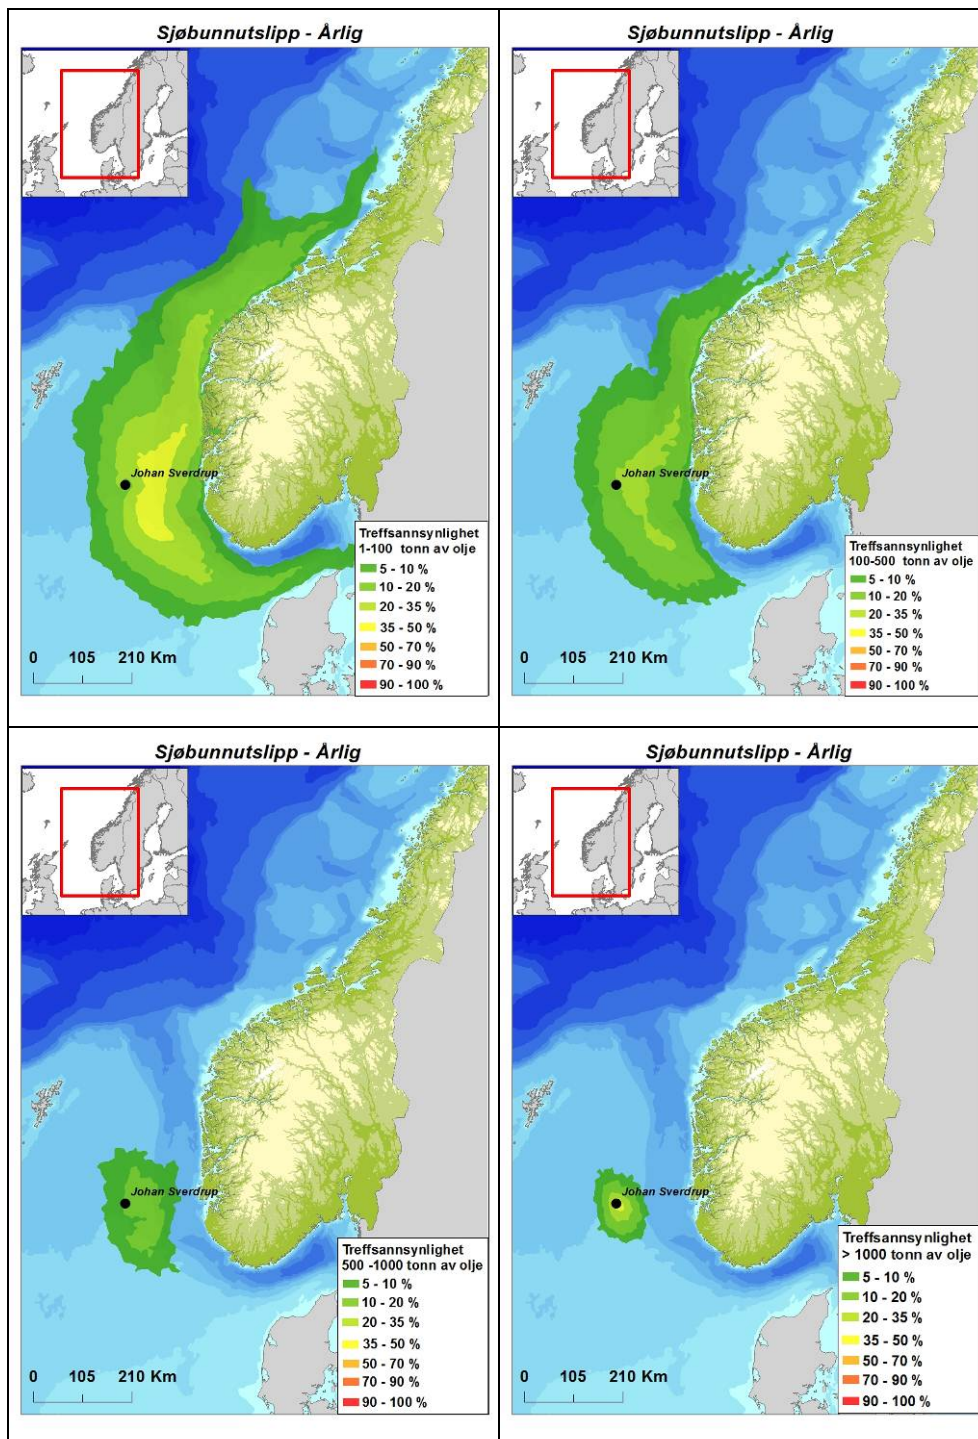 Sjøbunnutslipp - Årlig
Johan Sverdrup
Treffsannsynlighet
1-100 tonn av olje
5 - 10 %
10 - 20 %
20 - 35 %
35 - 50 %
50 - 70 %
70 - 90 %
90 - 100 %
0 105 210 Km
Sjøbunnutslipp - Årlig
Johan Sverdrup
Treffsannsynlighet
100-500 tonn av olje
5 - 10 %
10 - 20 %
20 - 35 %
35 - 50 %
50 - 70 %
70 - 90 %
90 - 100 %
0 105 210 Km
Sjøbunnutslipp - Årlig
Johan Sverdrup
Treffsannsynlighet
500 -1000 tonn av olje
5 - 10 %
10 - 20 %
20 - 35 %
35 - 50 %
50 - 70 %
70 - 90 %
90 - 100 %
0 105 210 Km
Sjøbunnutslipp - Årlig
Johan Sverdrup
Treffsannsynlighet
> 1000 tonn av olje
5 - 10 %
10 - 20 %
20 - 35 %
35 - 50 %
50 - 70 %
70 - 90 %
90 - 100 %
0 105 210 Km